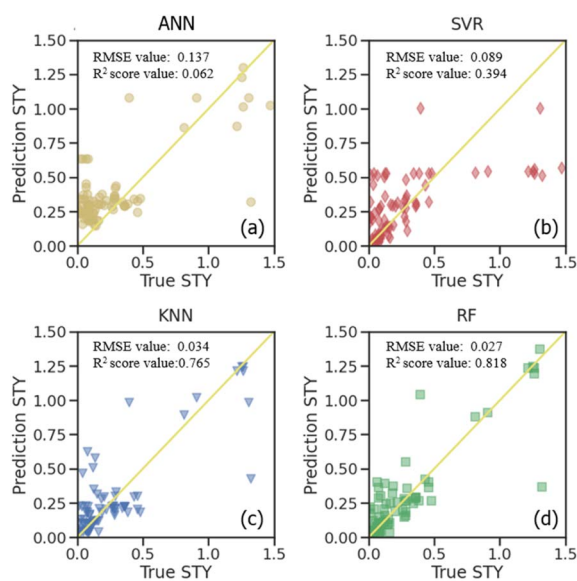 ANN
1.50
1.25
1.00
0.75
0.50
0.25
0.00
Prediction STY
RMSE value: 0.137
R² score value: 0.062
(a)
0.0 0.5 1.0 1.5
True STY
SVR
1.50
1.25
1.00
0.75
0.50
0.25
0.00
Prediction STY
RMSE value: 0.089
R² score value: 0.394
(b)
0.0 0.5 1.0 1.5
True STY
KNN
1.50
1.25
1.00
0.75
0.50
0.25
0.00
Prediction STY
RMSE value: 0.034
R² score value:0.765
(c)
0.0 0.5 1.0 1.5
True STY
RF
1.50
1.25
1.00
0.75
0.50
0.25
0.00
Prediction STY
RMSE value: 0.027
R² score value: 0.818
(d)
0.0 0.5 1.0 1.5
True STY